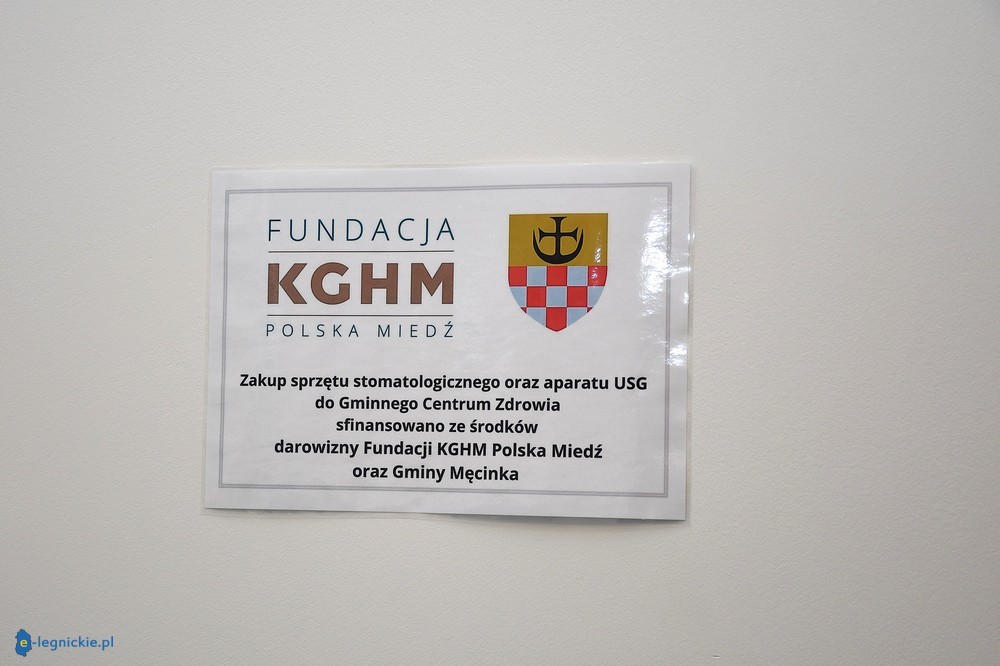 FUNDACJA
KGHM
POLSKA MIEDŹ
Zakup sprzętu stomatologicznego oraz aparatu USG
do Gminnego Centrum Zdrowia
sfinansowano ze środków
darowizny Fundacji KGHM Polska Miedź
oraz Gminy Męcinka
e-legnickie.pl